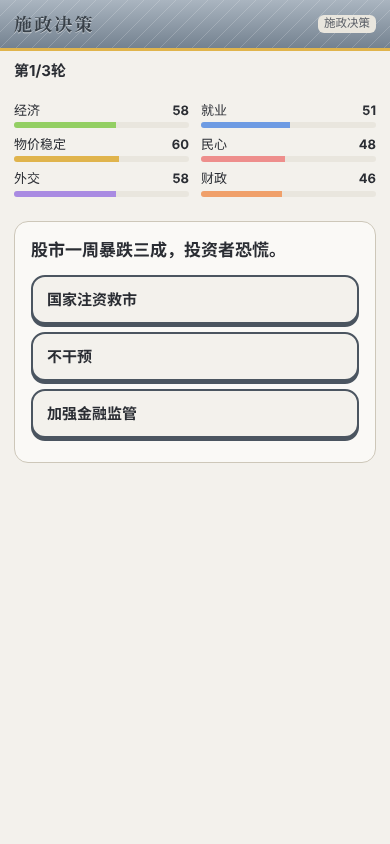 施政决策
施政决策
第1/3轮
经济 58 就业 51
物价稳定 60 民心 48
外交 58 财政 46
股市一周暴跌三成，投资者恐慌。
国家注资救市
不干预
加强金融监管